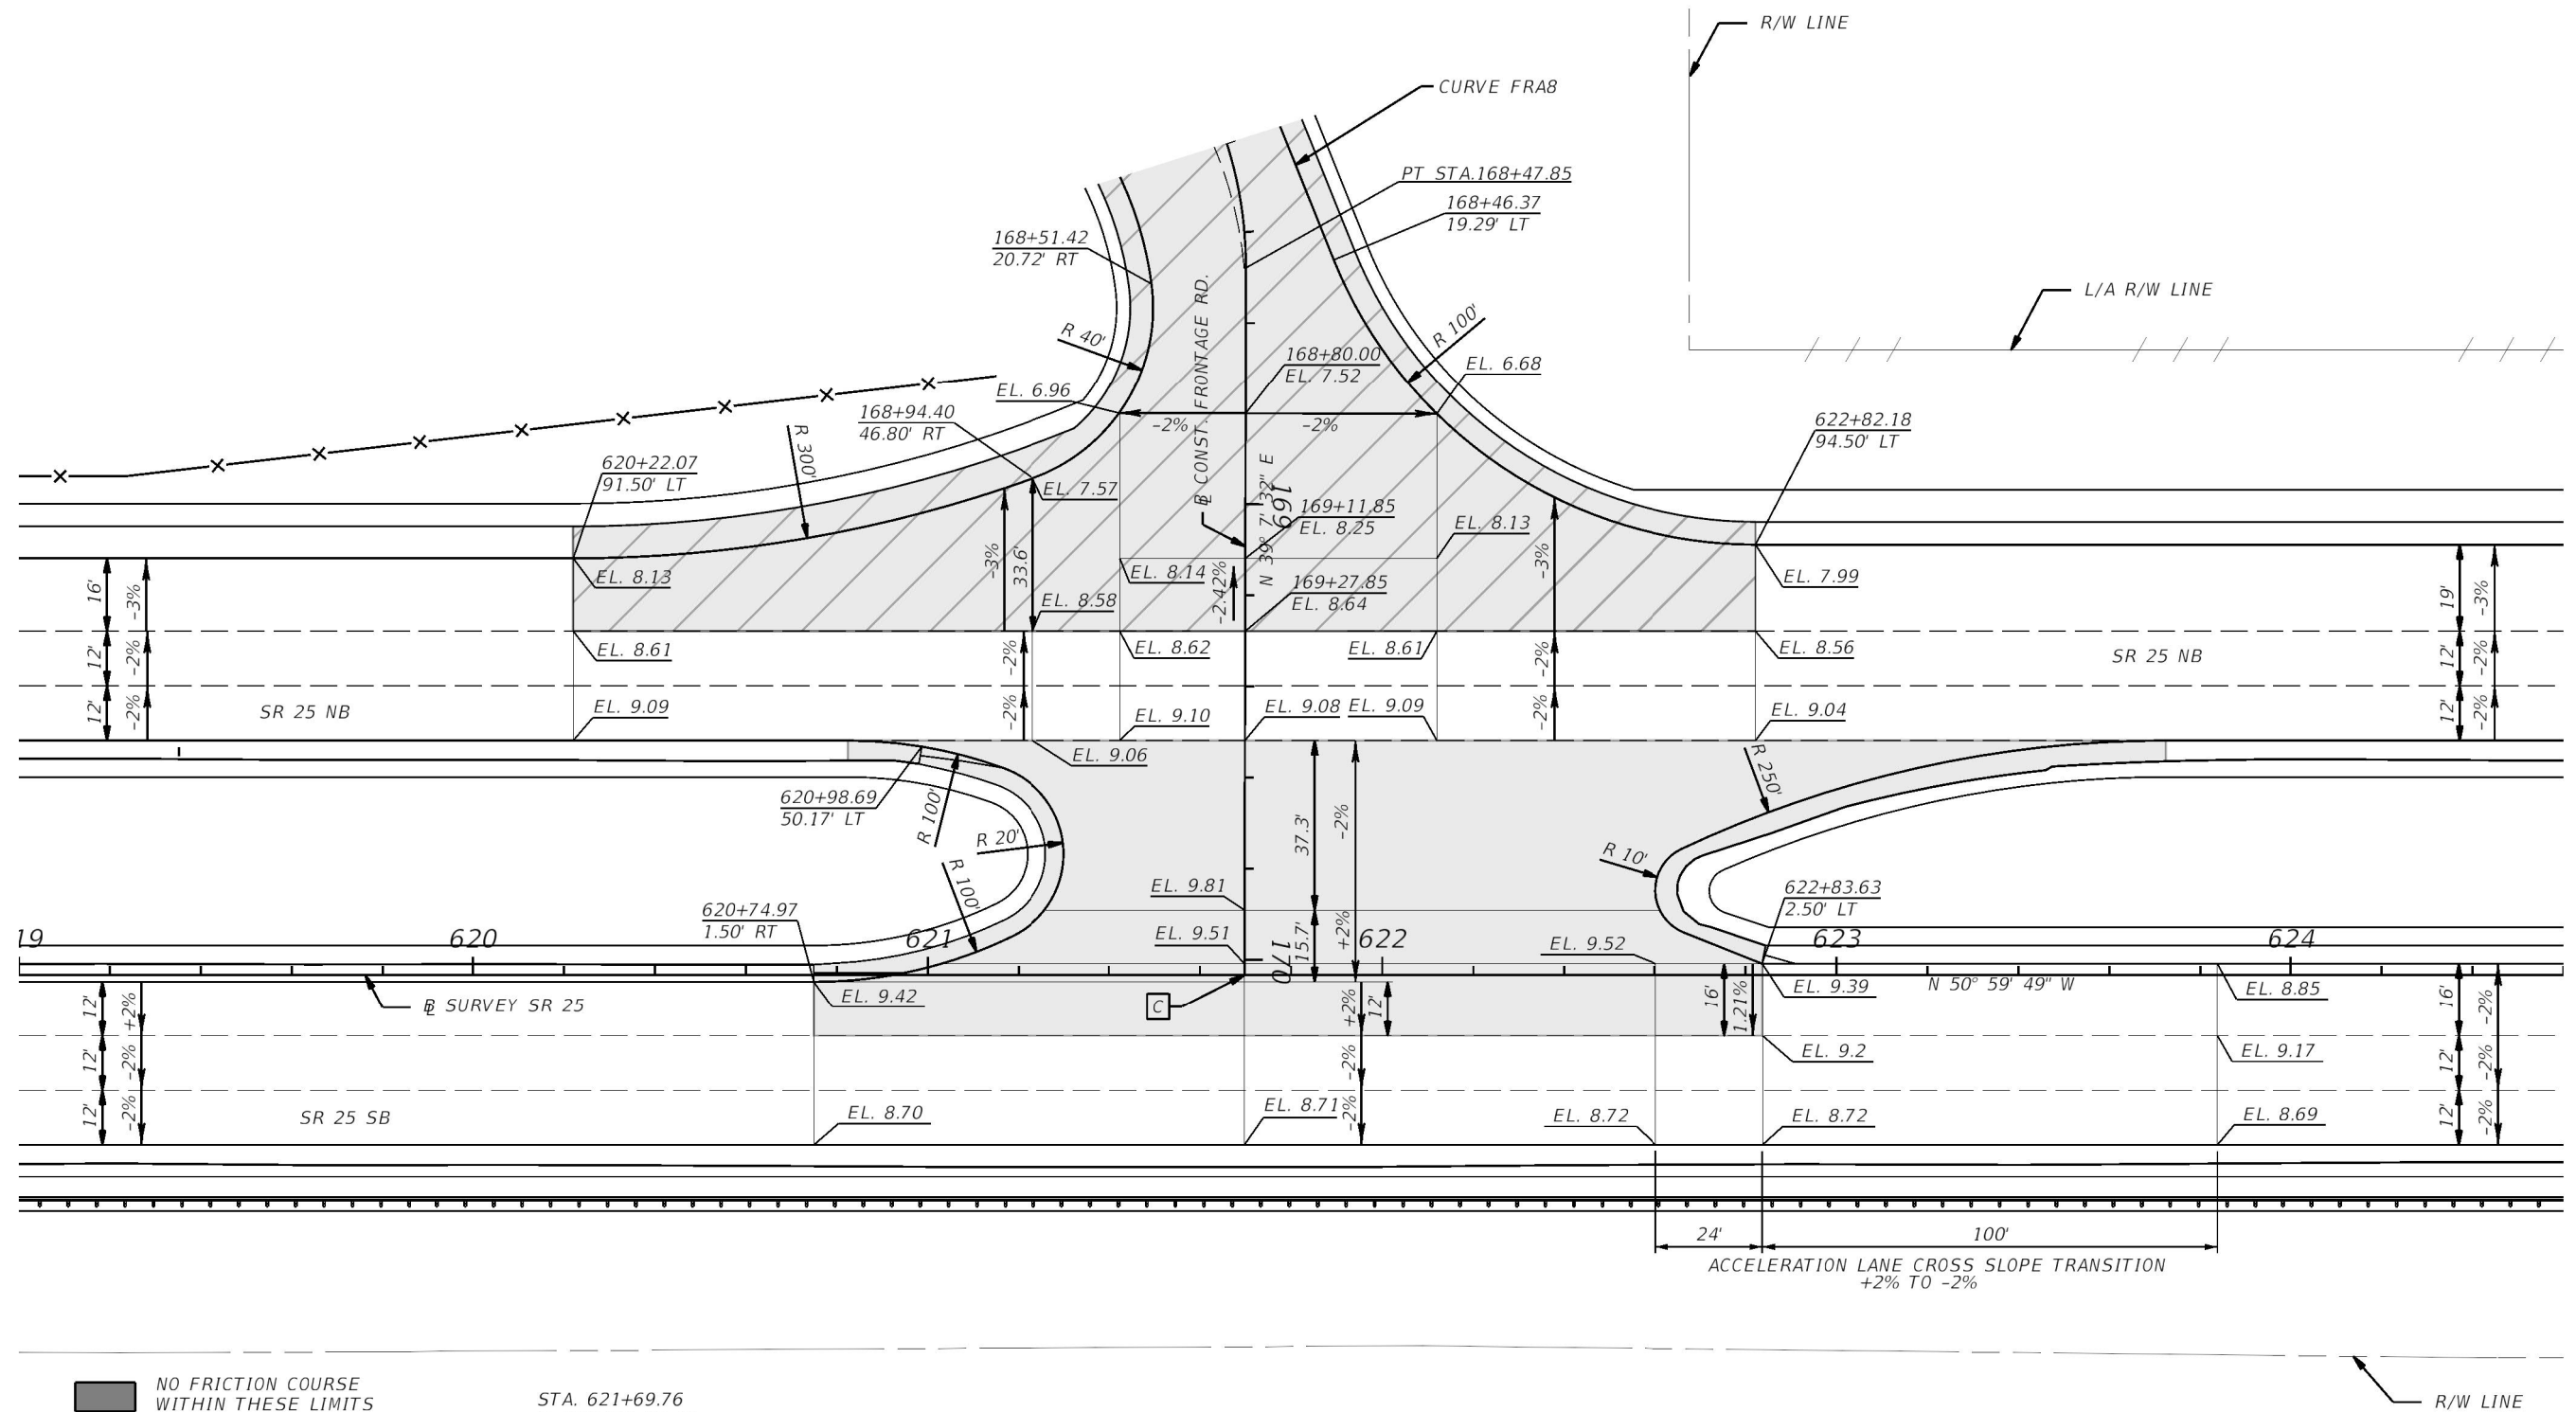 R/W LINE
CURVE FRA8
PT STA.168+47.85
168+46.37
19.29' LT
168+51.42
20.72' RT
L/A R/W LINE
R 40'
R 100'
℄ CONST. FRONTAGE RD.
168+80.00
EL. 7.52
EL. 6.68
EL. 6.96
-2%
-2%
168+94.40
46.80' RT
622+82.18
94.50' LT
R 300'
620+22.07
91.50' LT
EL. 7.57
N 39° 7' 32" E
169
169+11.85
EL. 8.25
EL. 8.13
-3%
33.6'
-3%
EL. 8.13
EL. 8.14
-2.42%
169+27.85
EL. 8.64
EL. 7.99
16'
-3%
19'
-3%
EL. 8.58
EL. 8.61
EL. 8.62
EL. 8.61
EL. 8.56
SR 25 NB
12'
-2%
-2%
-2%
12'
-2%
SR 25 NB
EL. 9.09
EL. 9.10
EL. 9.08
EL. 9.09
EL. 9.04
12'
-2%
-2%
-2%
12'
-2%
EL. 9.06
620+98.69
50.17' LT
R 100'
R 20'
R 100'
37.3'
-2%
R 250'
R 10'
EL. 9.81
622+83.63
2.50' LT
620+74.97
1.50' RT
EL. 9.51
15.7'
+2%
EL. 9.52
19
620
621
170
622
623
624
℄ SURVEY SR 25
EL. 9.42
C
12'
+2%
+2%
12'
16'
1.21%
EL. 9.39
N 50° 59' 49" W
EL. 8.85
16'
-2%
12'
-2%
-2%
EL. 9.2
EL. 9.17
12'
-2%
12'
-2%
SR 25 SB
EL. 8.70
EL. 8.71
-2%
EL. 8.72
EL. 8.72
EL. 8.69
12'
-2%
24'
100'
ACCELERATION LANE CROSS SLOPE TRANSITION
+2% TO -2%
NO FRICTION COURSE
WITHIN THESE LIMITS
STA. 621+69.76
R/W LINE